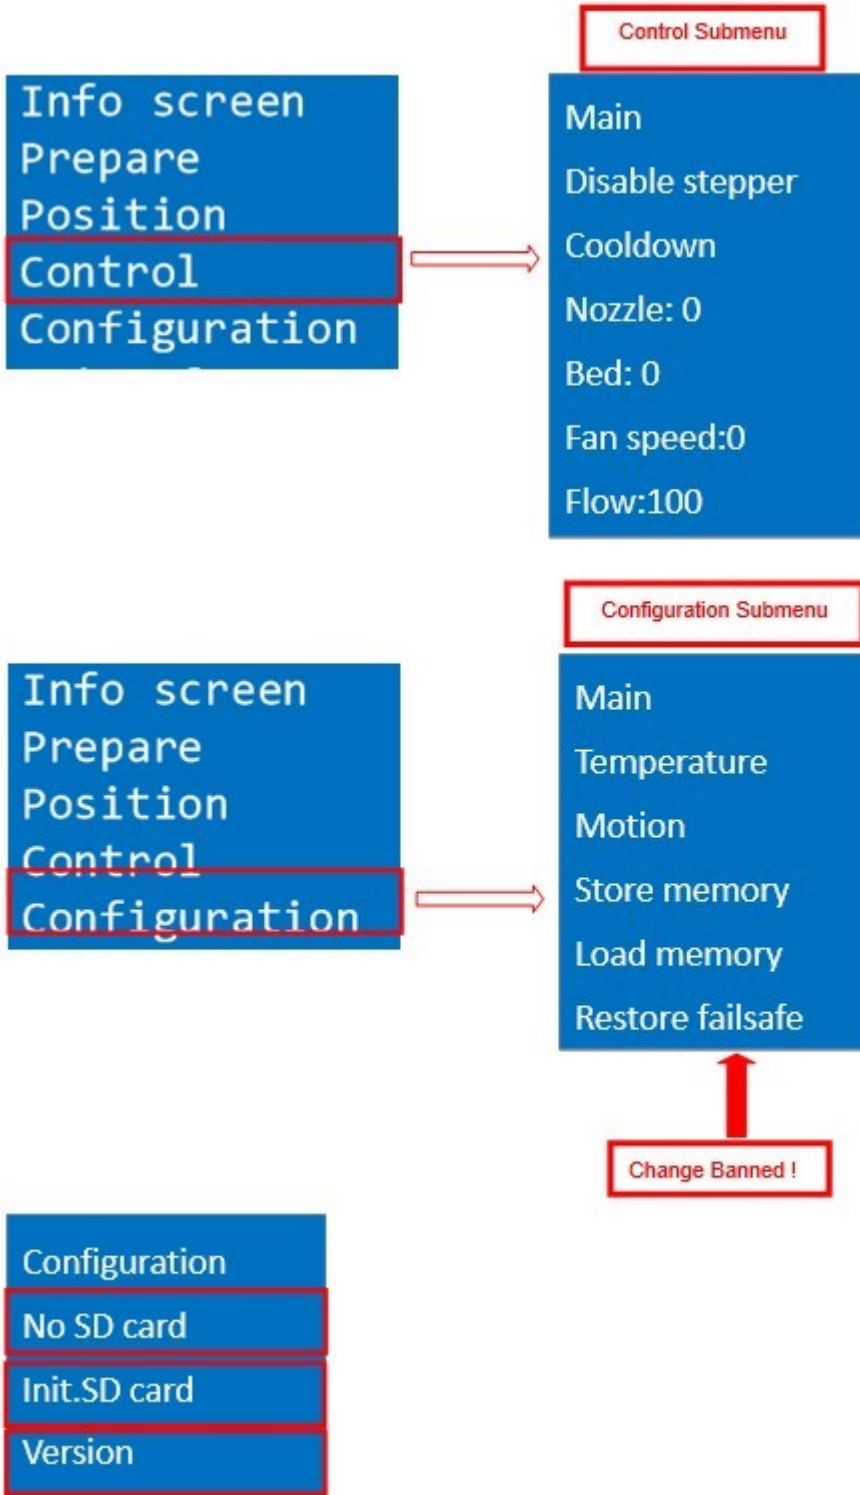 Control Submenu
Info screen
Prepare
Position
Control
Configuration
Main
Disable stepper
Cooldown
Nozzle: 0
Bed: 0
Fan speed:0
Flow:100
Configuration Submenu
Info screen
Prepare
Position
Control
Configuration
Main
Temperature
Motion
Store memory
Load memory
Restore failsafe
Change Banned !
Configuration
No SD card
Init.SD card
Version